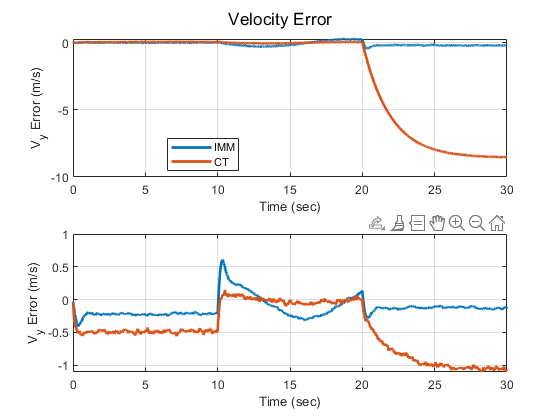 Velocity Error
V_y Error (m/s)
0
-5
-10
IMM
CT
0 5 10 15 20 25 30
Time (sec)
V_y Error (m/s)
1
0.5
0
-0.5
-1
0 5 10 15 20 25 30
Time (sec)